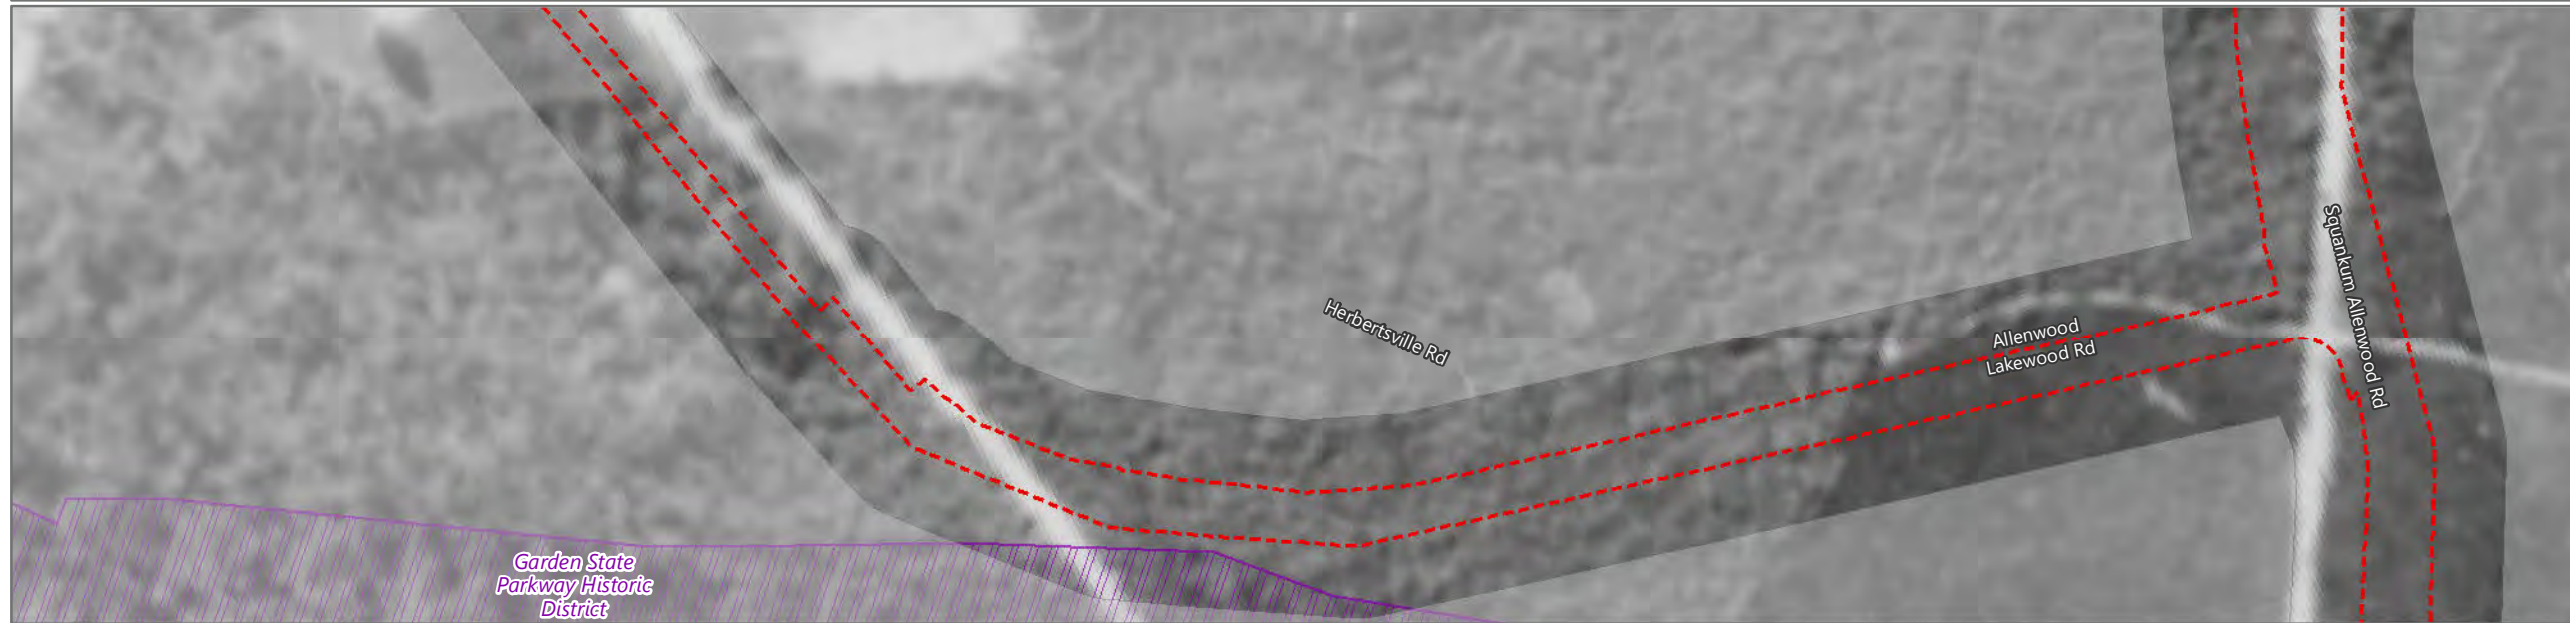 Squankum Allenwood Rd
Herbertsville Rd
Allenwood
Lakewood Rd
Garden State
Parkway Historic
District